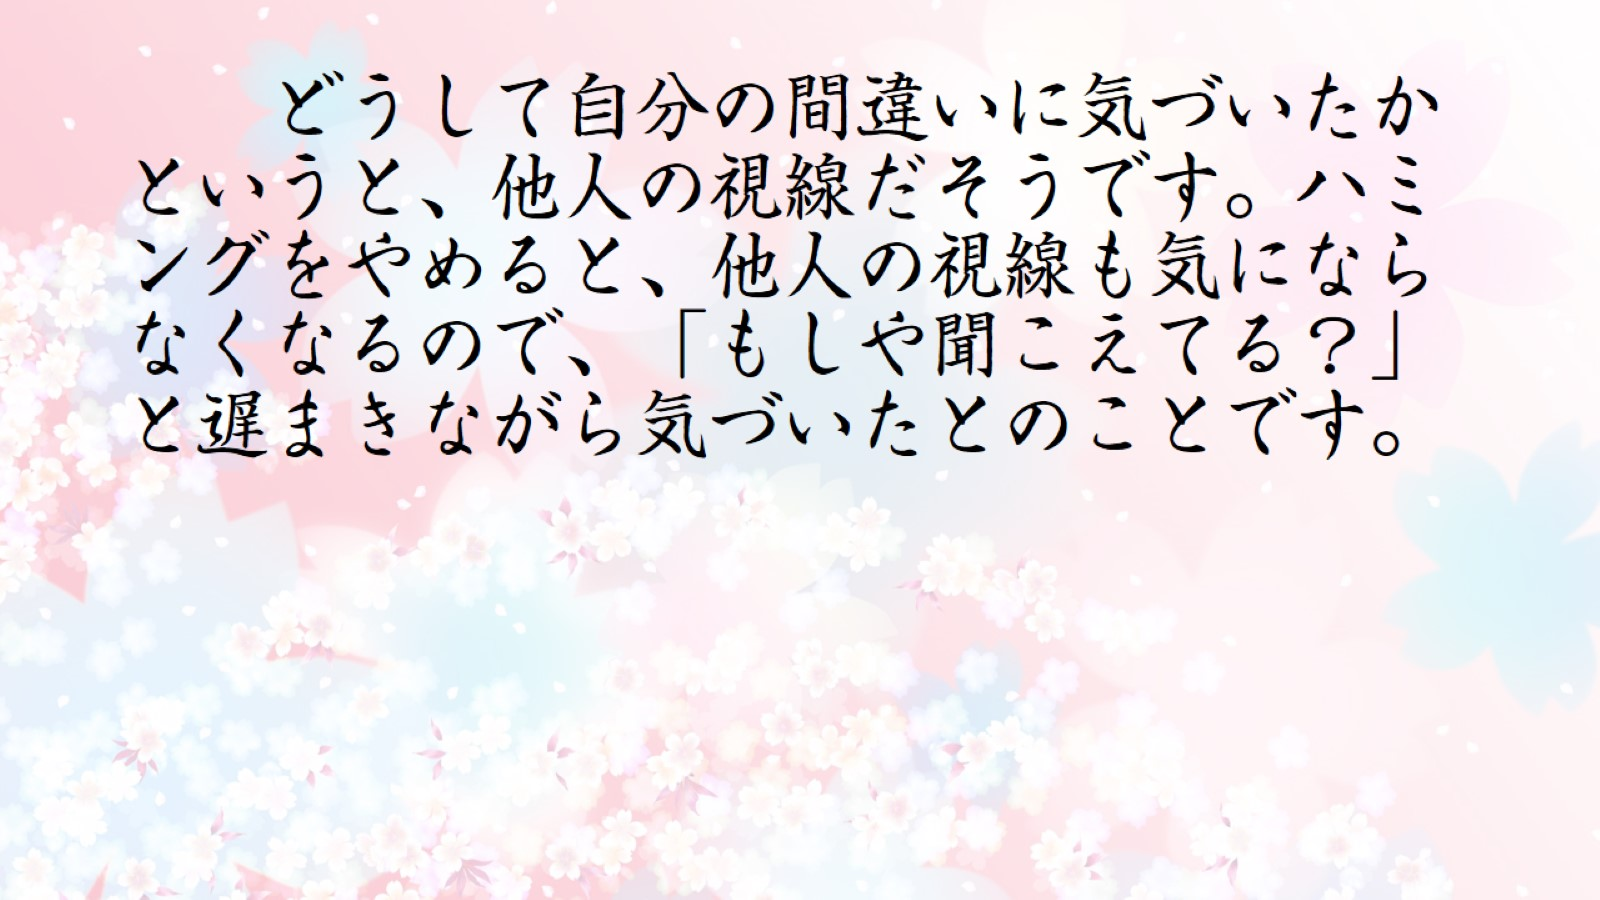 どうして自分の間違いに気づいたか
というと、他人の視線だそうです。ハミ
ングをやめると、他人の視線も気になら
なくなるので、「もしや聞こえてる？」
と遅まきながら気づいたとのことです。